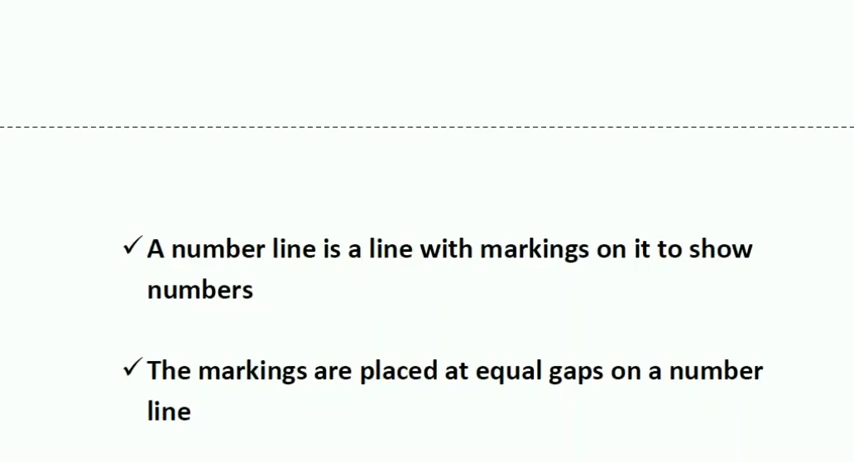 ✓ A number line is a line with markings on it to show
numbers
✓ The markings are placed at equal gaps on a number
line